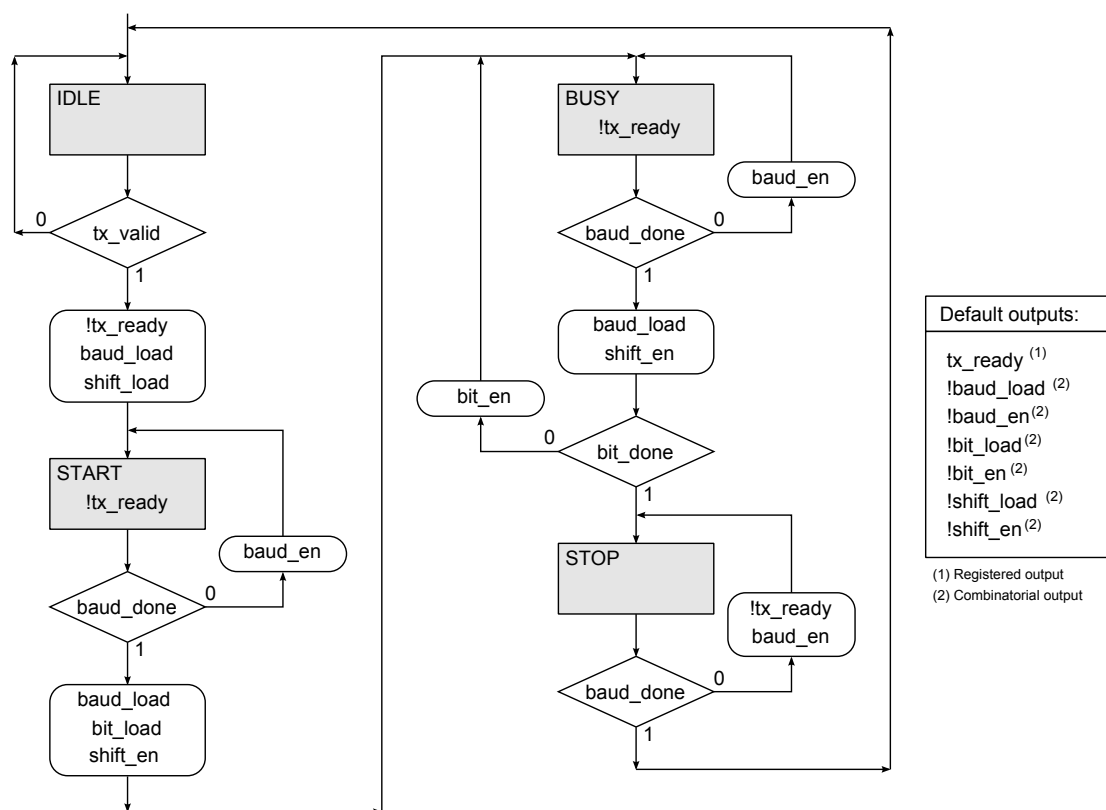 IDLE
0
tx_valid
1
!tx_ready
baud_load
shift_load
START
!tx_ready
baud_en
0
baud_done
1
baud_load
bit_load
shift_en
BUSY
!tx_ready
baud_en
0
baud_done
1
baud_load
shift_en
bit_en
0
bit_done
1
STOP
!tx_ready
baud_en
0
baud_done
1
Default outputs:
tx_ready (1)
!baud_load (2)
!baud_en (2)
!bit_load (2)
!bit_en (2)
!shift_load (2)
!shift_en (2)
(1) Registered output
(2) Combinatorial output